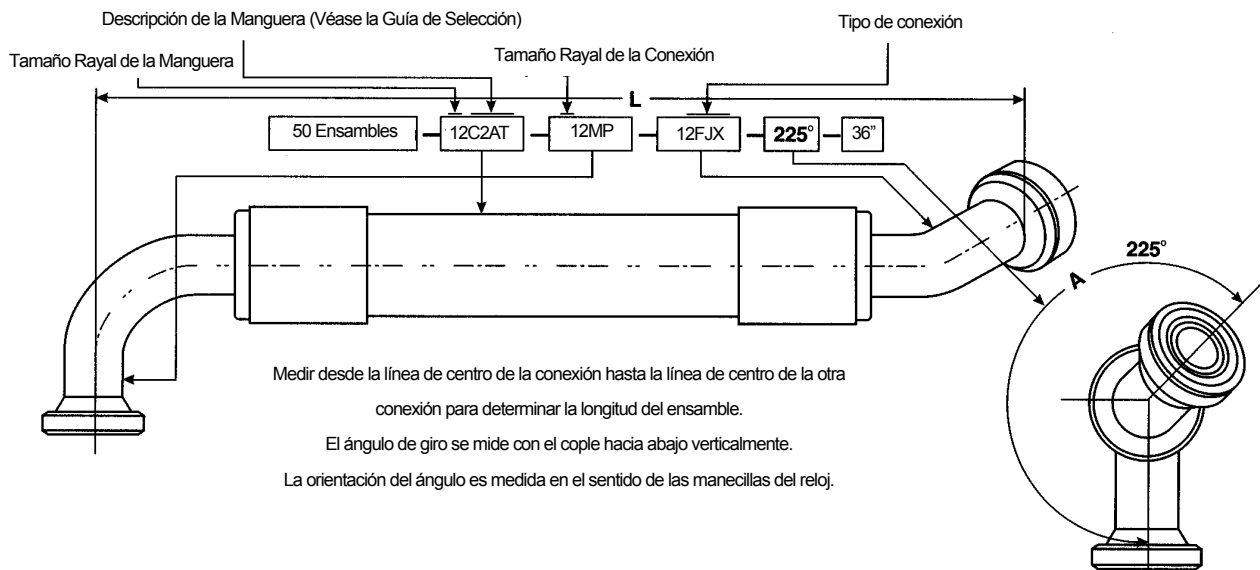 Descripción de la Manguera (Véase la Guía de Selección)
Tipo de conexión
Tamaño Rayal de la Manguera
Tamaño Rayal de la Conexión
L
50 Ensambles
12C2AT
12MP
12FJX
225°
36”
225°
A
Medir desde la línea de centro de la conexión hasta la línea de centro de la otra
conexión para determinar la longitud del ensamble.
El ángulo de giro se mide con el cople hacia abajo verticalmente.
La orientación del ángulo es medida en el sentido de las manecillas del reloj.